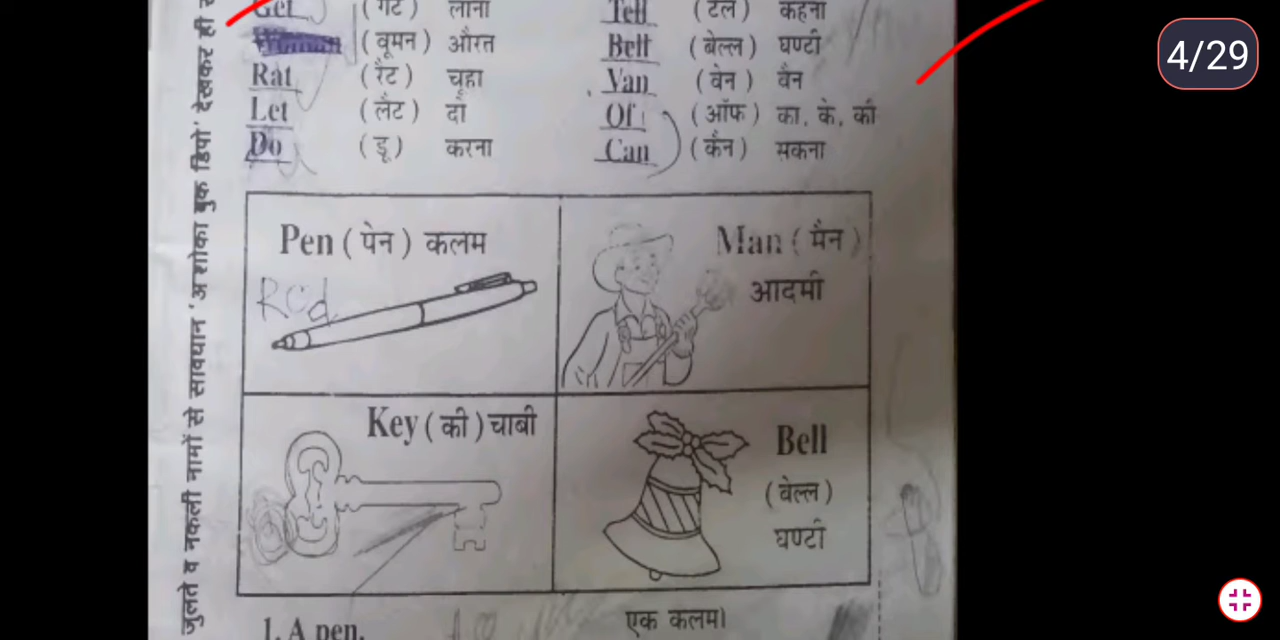 Get (गेट) लाना
Tell (टेल) कहना
(वूमन) औरत
Bell (बेल्ल) घण्टी
Rat (रैट) चूहा
Van (वेन) वैन
Let (लैट) दो
Of (ऑफ) का, के, की
Do (डू) करना
Can (कैन) सकना
Pen (पेन) कलम
Red
Man (मैन)
आदमी
Key (की) चाबी
Bell
(बेल्ल)
घण्टी
1. A pen. एक कलम।
जुलते व नकली नामों से सावधान 'अशोका बुक डिपो' देखकर ही
4/29